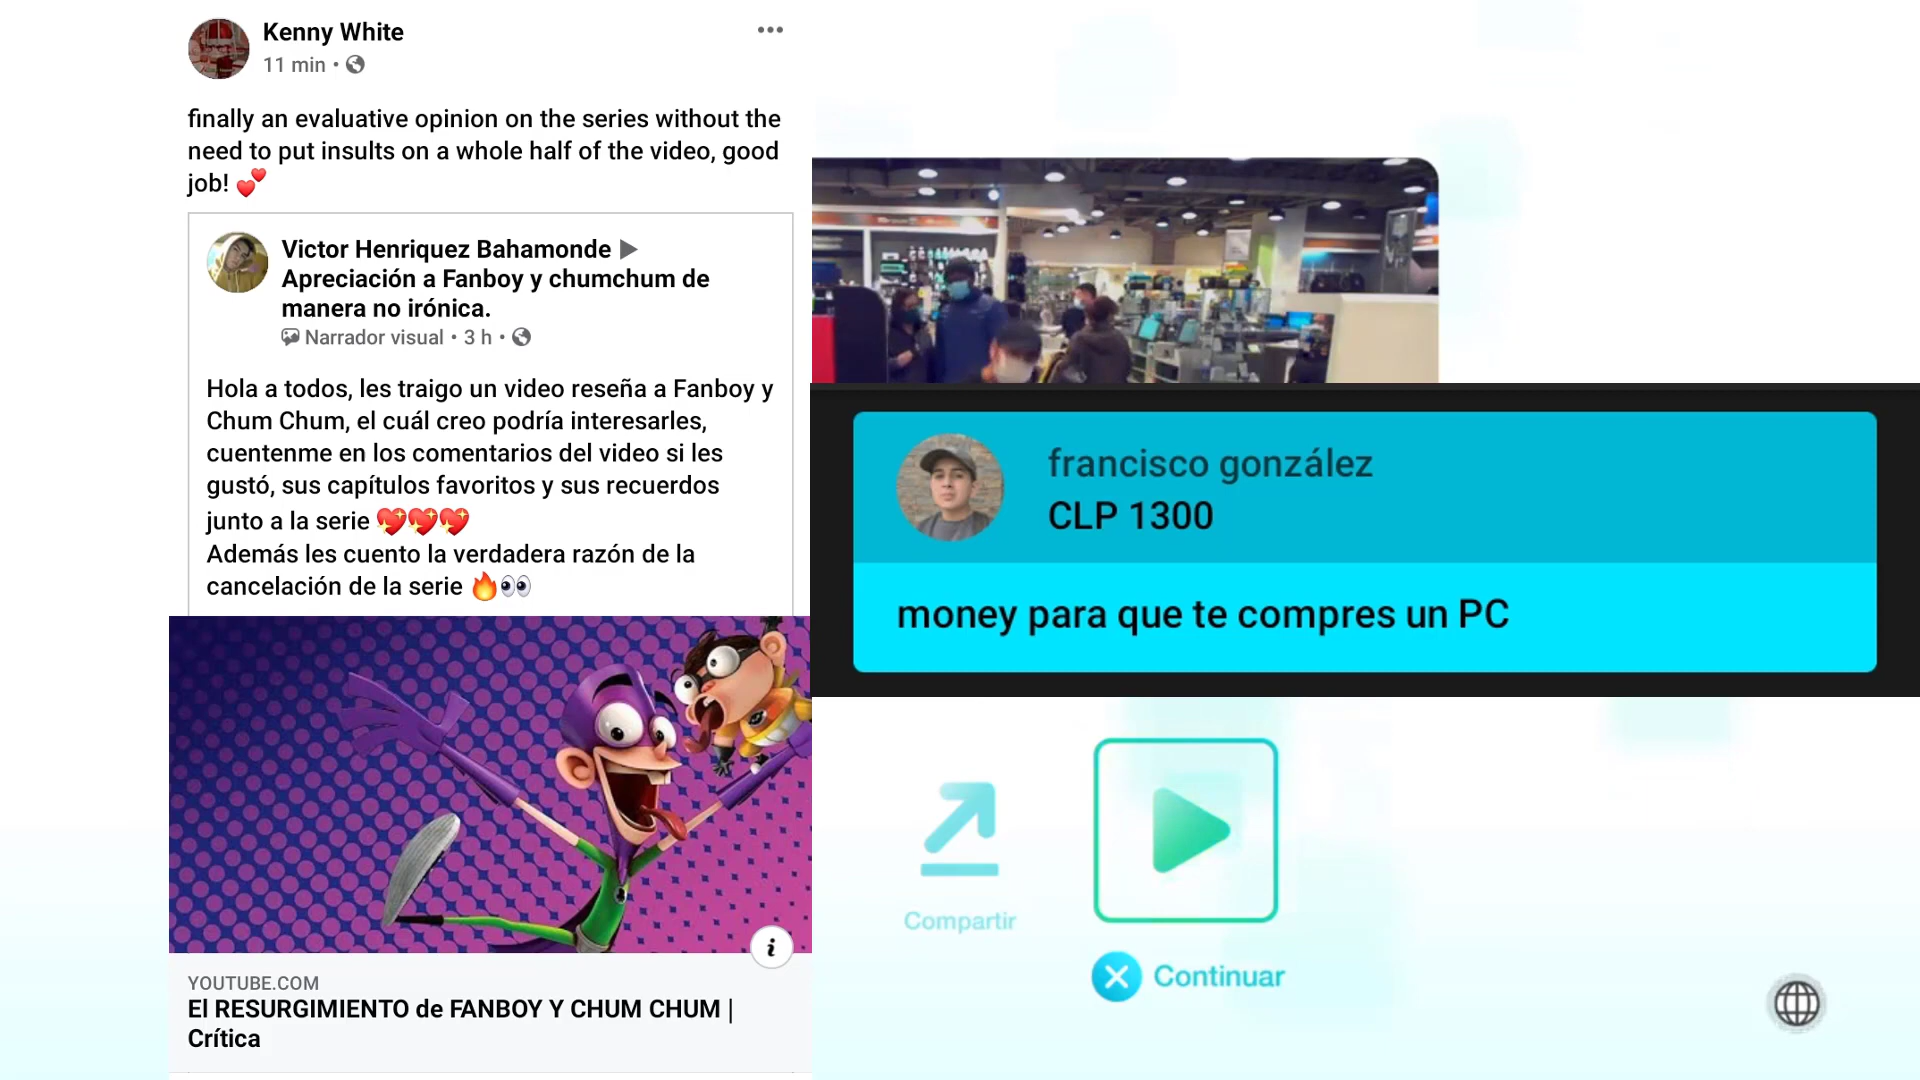 Kenny White
11 min •
finally an evaluative opinion on the series without the
need to put insults on a whole half of the video, good
job! 💕
Victor Henriquez Bahamonde ▶
Apreciación a Fanboy y chumchum de
manera no irónica.
Narrador visual • 3 h •
Hola a todos, les traigo un video reseña a Fanboy y
Chum Chum, el cuál creo podría interesarles,
cuentenme en los comentarios del video si les
gustó, sus capítulos favoritos y sus recuerdos
junto a la serie 💖💖💖
Además les cuento la verdadera razón de la
cancelación de la serie 🔥👀
YOUTUBE.COM
El RESURGIMIENTO de FANBOY Y CHUM CHUM |
Crítica
francisco gonzález
CLP 1300
money para que te compres un PC
Compartir
Continuar